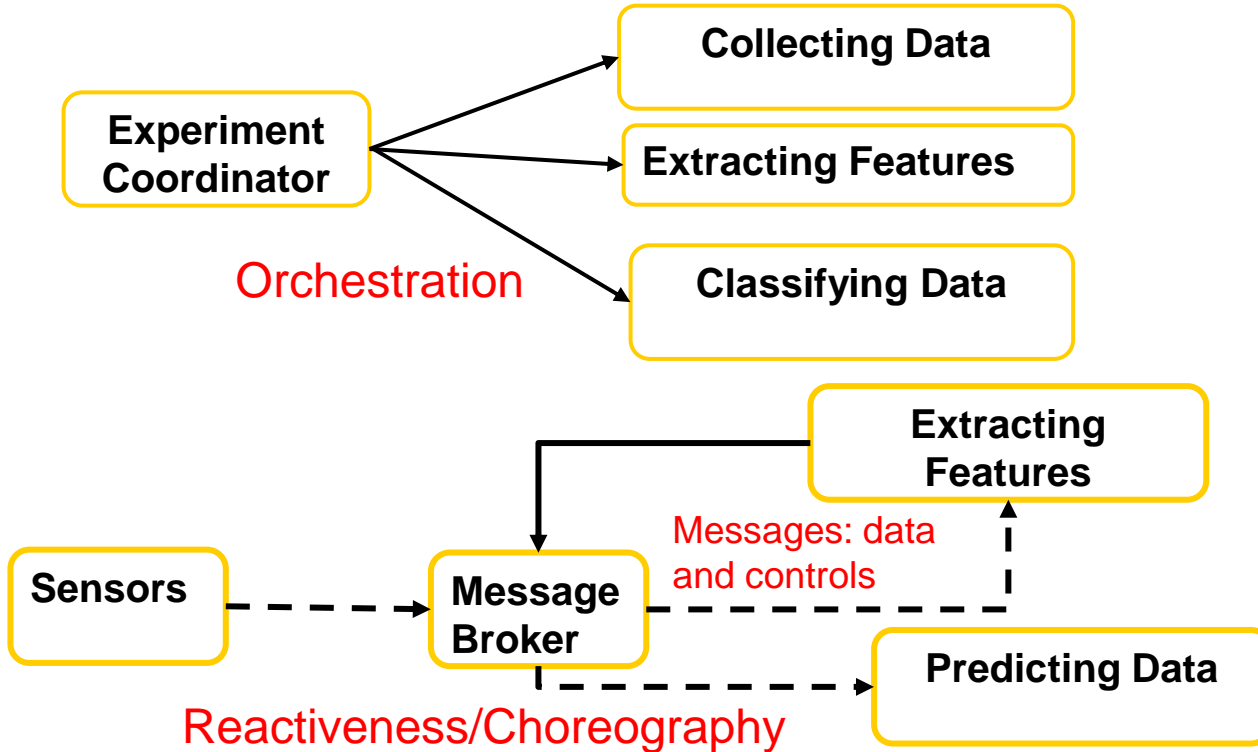 Collecting Data
Experiment
Coordinator
Extracting Features
Orchestration
Classifying Data
Extracting
Features
Messages: data
and controls
Sensors
Message
Broker
Predicting Data
Reactiveness/Choreography